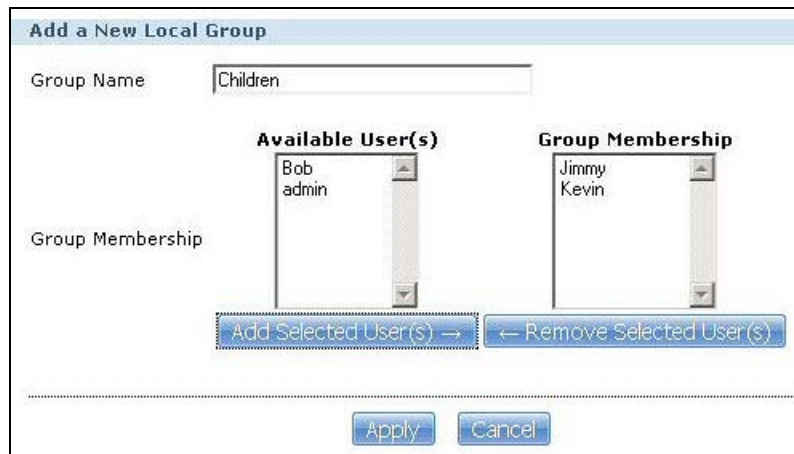 Add a New Local Group
Group Name
Children
Available User(s)
Group Membership
Bob
admin
Jimmy
Kevin
Group Membership
Add Selected User(s) →
← Remove Selected User(s)
Apply
Cancel